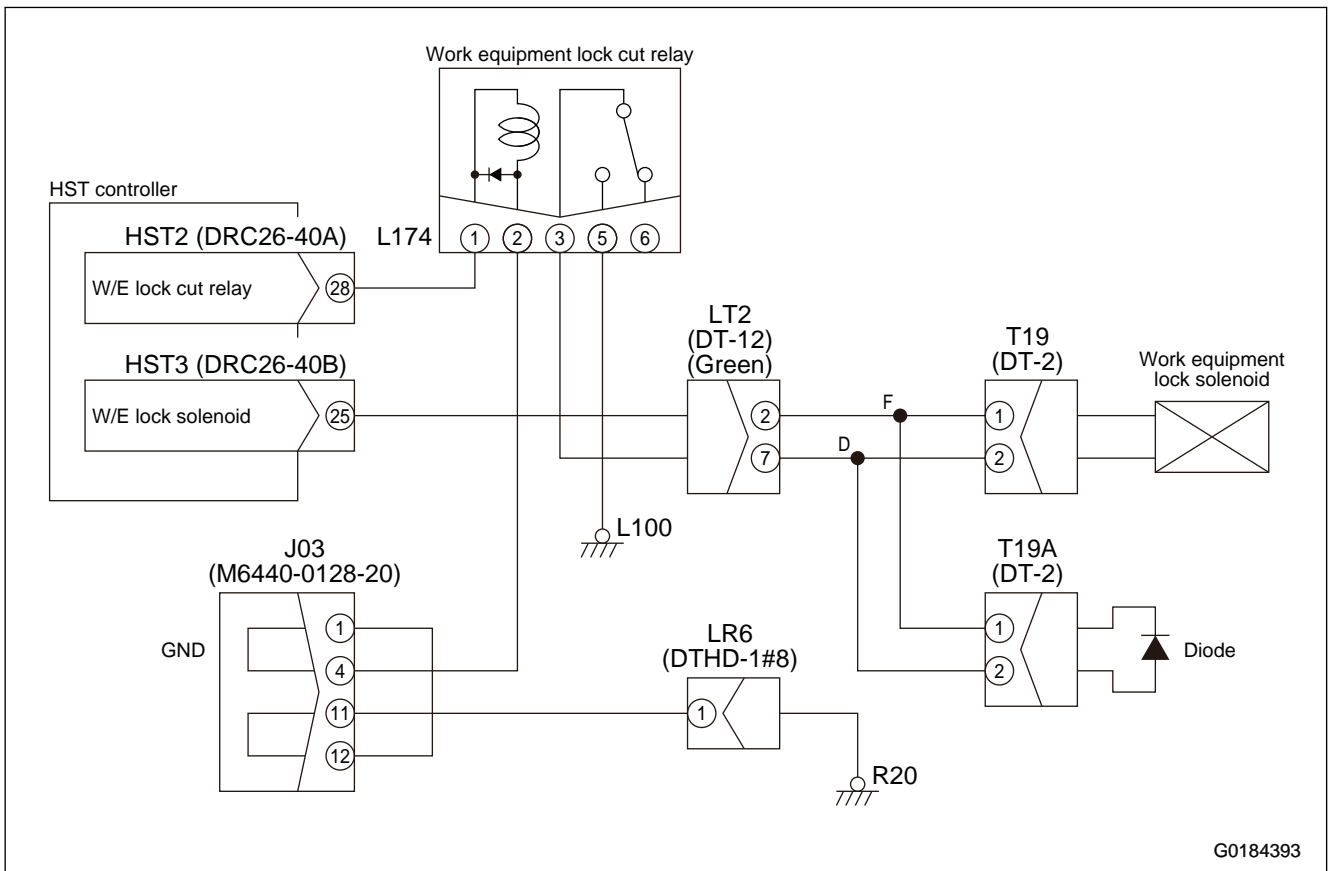 Work equipment lock cut relay
HST controller
HST2 (DRC26-40A)
L174
1 2 3 5 6
W/E lock cut relay
28
HST3 (DRC26-40B)
W/E lock solenoid
25
LT2
(DT-12)
(Green)
2
7
F
D
T19
(DT-2)
1
2
Work equipment
lock solenoid
L100
J03
(M6440-0128-20)
GND
1
4
11
12
LR6
(DTHD-1#8)
1
R20
T19A
(DT-2)
1
2
Diode
G0184393